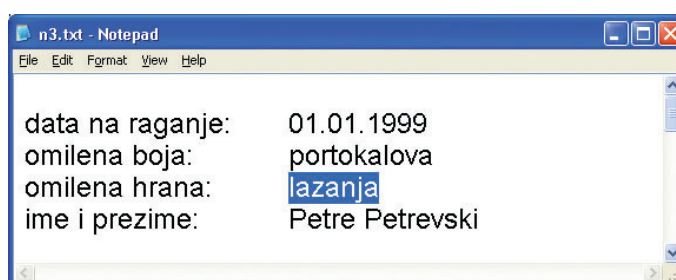 n3.txt - Notepad
File Edit Format View Help
data na raganje: 01.01.1999
omilena boja: portokalova
omilena hrana: lazanja
ime i prezime: Petre Petrevski